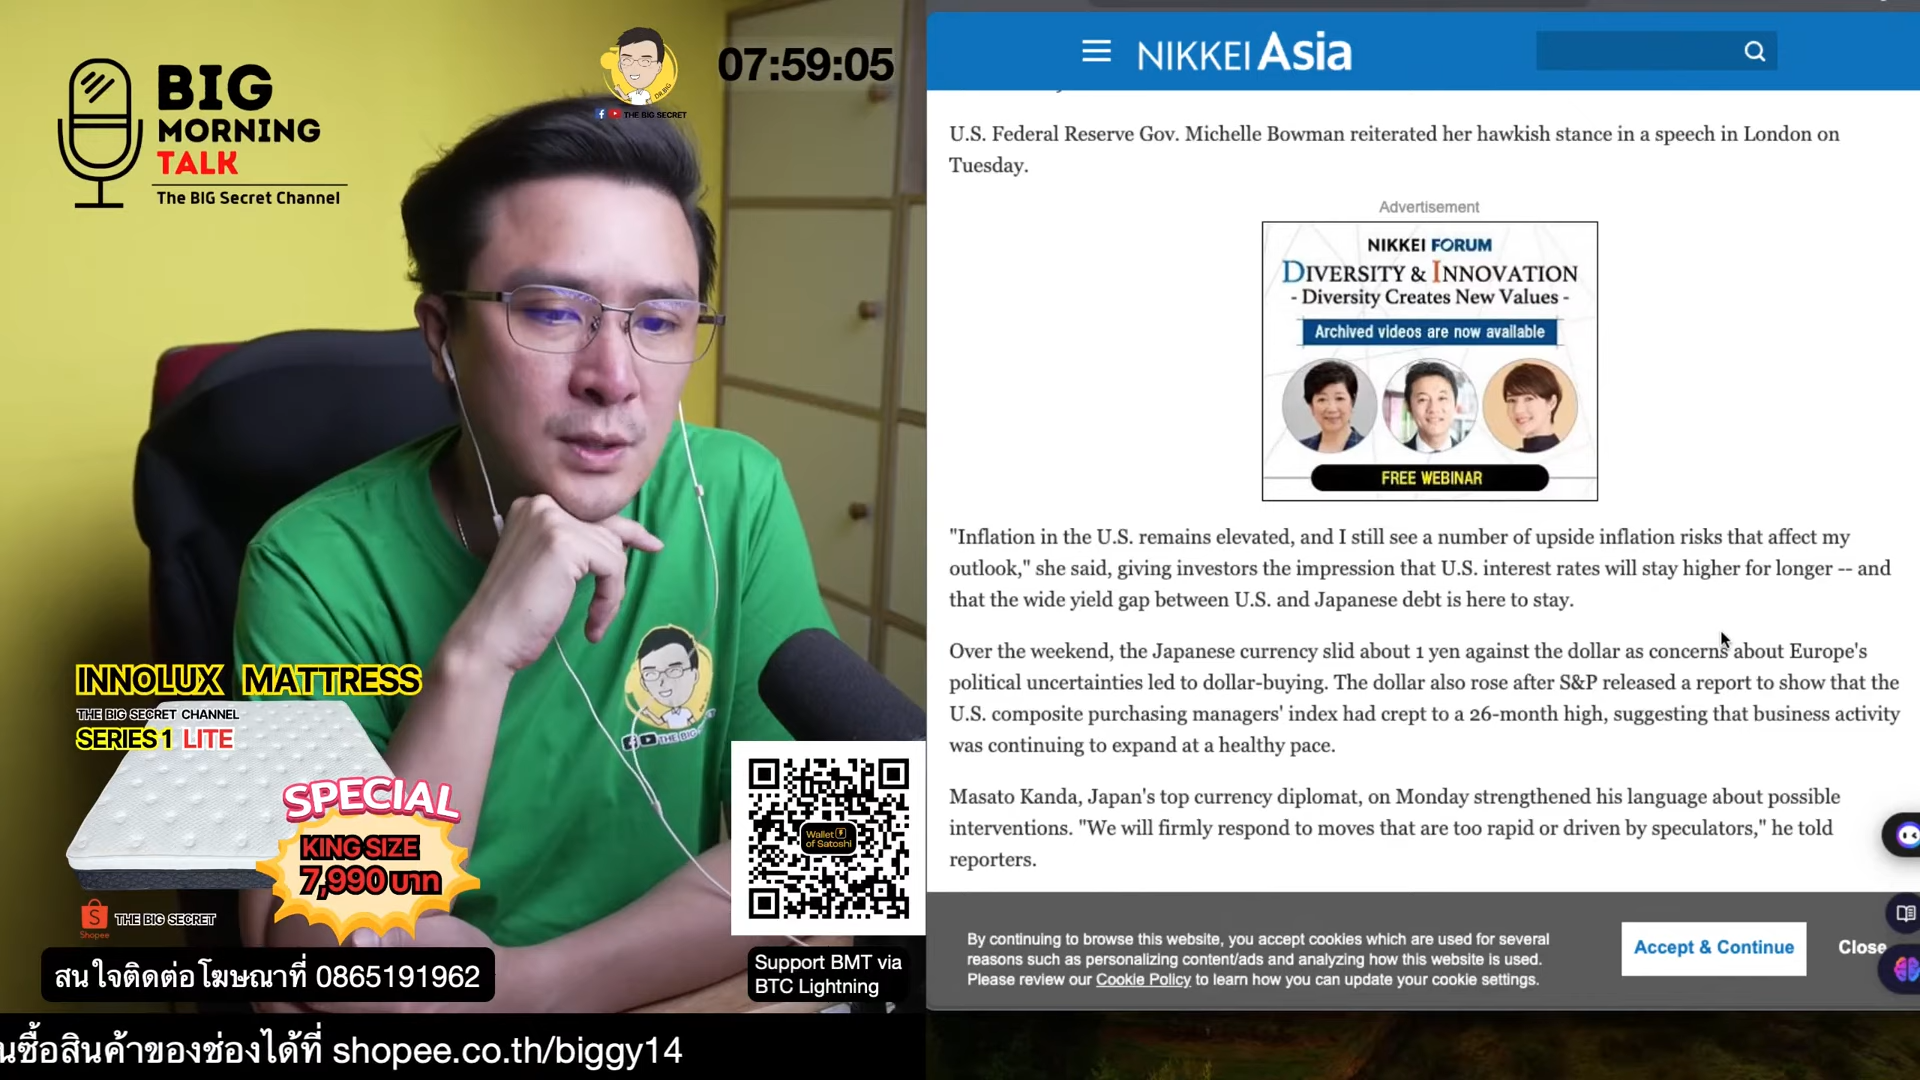 BIG
MORNING
TALK
The BIG Secret Channel
DR.BIG
THE BIG SECRET
07:59:05
INNOLUX MATTRESS
THE BIG SECRET CHANNEL
SERIES 1 LITE
SPECIAL
KING SIZE
7,990 บาท
Shopee
THE BIG SECRET
THE BIG
Wallet
of Satoshi
Support BMT via
BTC Lightning
สนใจติดต่อโฆษณาที่ 0865191962
นซื้อสินค้าของช่องได้ที่ shopee.co.th/biggy14
NIKKEI Asia
U.S. Federal Reserve Gov. Michelle Bowman reiterated her hawkish stance in a speech in London on
Tuesday.
Advertisement
NIKKEI FORUM
DIVERSITY & INNOVATION
- Diversity Creates New Values -
Archived videos are now available
FREE WEBINAR
"Inflation in the U.S. remains elevated, and I still see a number of upside inflation risks that affect my
outlook," she said, giving investors the impression that U.S. interest rates will stay higher for longer -- and
that the wide yield gap between U.S. and Japanese debt is here to stay.
Over the weekend, the Japanese currency slid about 1 yen against the dollar as concerns about Europe's
political uncertainties led to dollar-buying. The dollar also rose after S&P released a report to show that the
U.S. composite purchasing managers' index had crept to a 26-month high, suggesting that business activity
was continuing to expand at a healthy pace.
Masato Kanda, Japan's top currency diplomat, on Monday strengthened his language about possible
interventions. "We will firmly respond to moves that are too rapid or driven by speculators," he told
reporters.
By continuing to browse this website, you accept cookies which are used for several
reasons such as personalizing content/ads and analyzing how this website is used.
Please review our Cookie Policy to learn how you can update your cookie settings.
Accept & Continue
Close